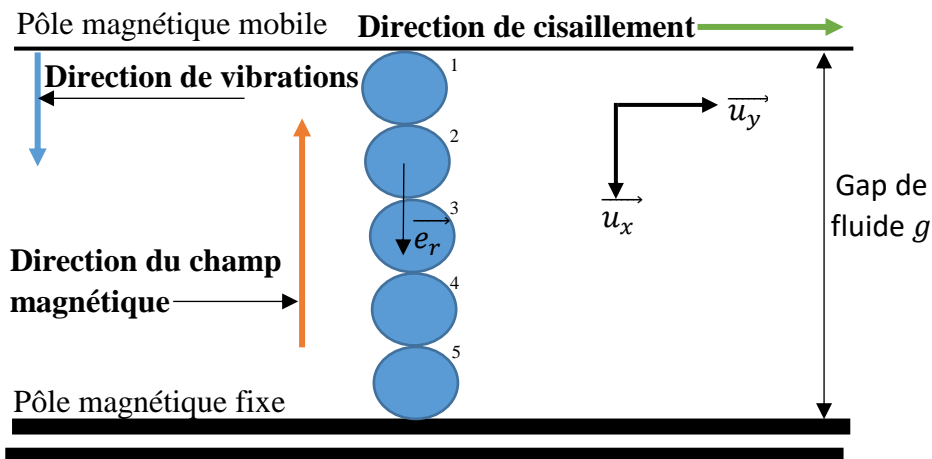 Pôle magnétique mobile
Direction de cisaillement
Direction de vibrations
1
2
3
4
5
u_y
u_x
e_r
Gap de
fluide g
Direction du champ
magnétique
Pôle magnétique fixe